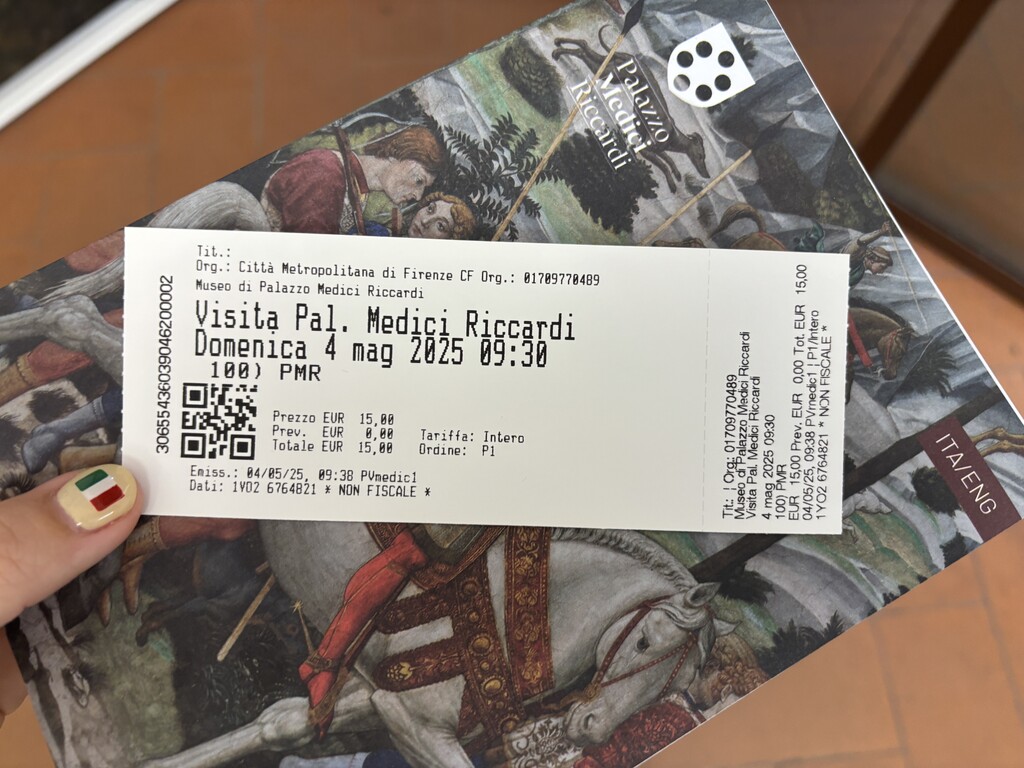 Palazzo
Medici
Riccardi
Tit.:
Org.: Città Metropolitana di Firenze CF Org.: 01709770489
Museo di Palazzo Medici Riccardi
Visita Pal. Medici Riccardi
Domenica 4 mag 2025 09:30
100) PMR
Prezzo EUR 15,00
Prev. EUR 0,00 Tariffa: Intero
Totale EUR 15,00 Ordine: P1
Emiss.: 04/05/25, 09:38 PVmedic1
Dati: 1YO2 6764821 * NON FISCALE *
30655436039046200002
Tit.: | Org: 01709770489
Museo di Palazzo Medici Riccardi
Visita Pal. Medici Riccardi
4 mag 2025 09:30
100) PMR
EUR 15,00 Prev. EUR 0,00 Tot. EUR 15,00
04/05/25, 09:38 PVmedic1 | P1/Intero
1YO2 6764821 * NON FISCALE *
ITA/ENG